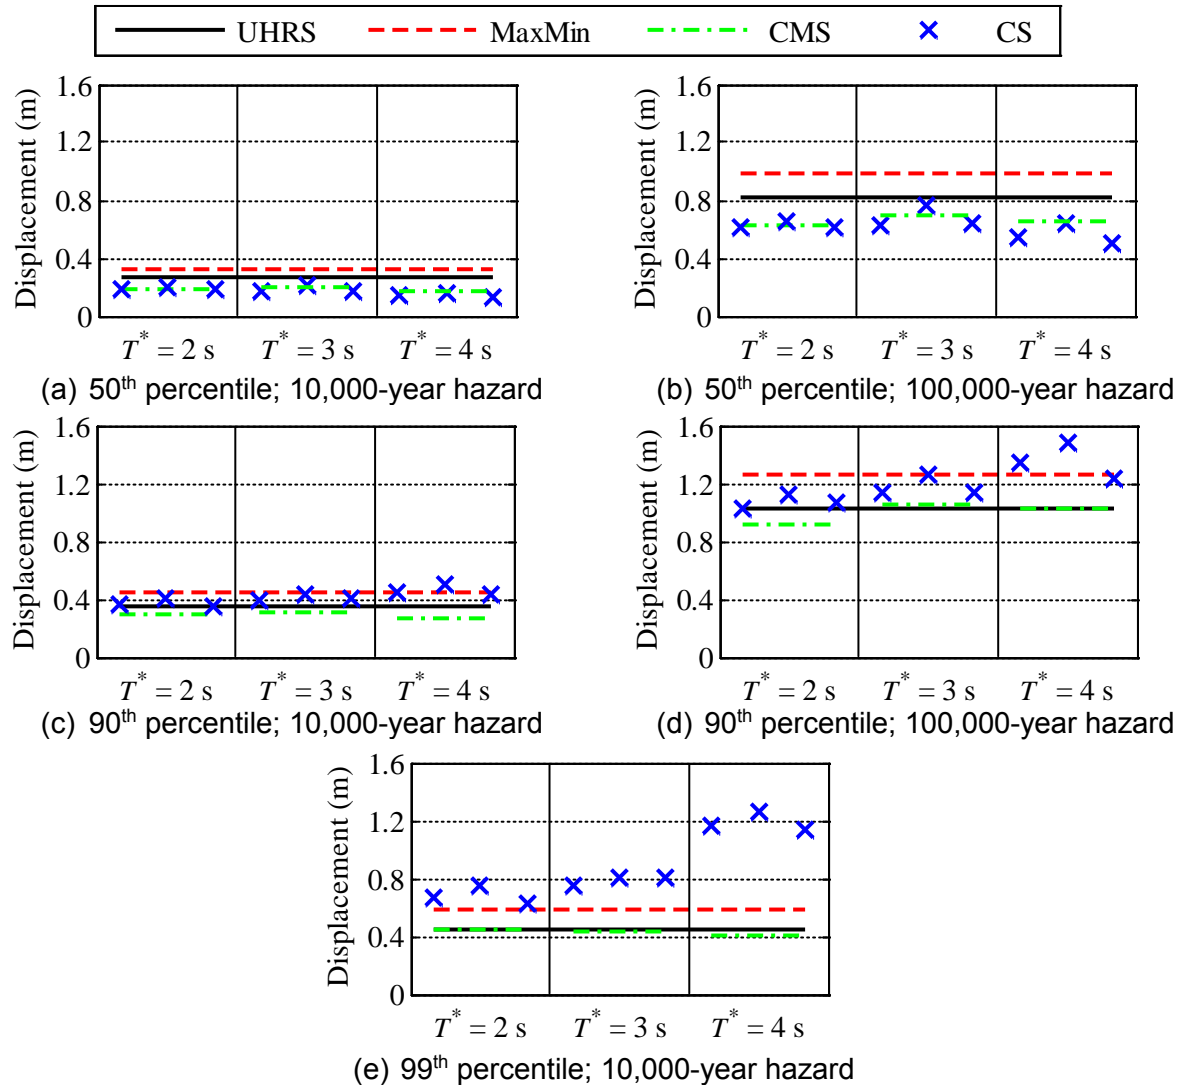 UHRS MaxMin CMS CS
Displacement (m)
1.6
1.2
0.8
0.4
0
T* = 2 s T* = 3 s T* = 4 s
(a) 50th percentile; 10,000-year hazard
Displacement (m)
1.6
1.2
0.8
0.4
0
T* = 2 s T* = 3 s T* = 4 s
(b) 50th percentile; 100,000-year hazard
Displacement (m)
1.6
1.2
0.8
0.4
0
T* = 2 s T* = 3 s T* = 4 s
(c) 90th percentile; 10,000-year hazard
Displacement (m)
1.6
1.2
0.8
0.4
0
T* = 2 s T* = 3 s T* = 4 s
(d) 90th percentile; 100,000-year hazard
Displacement (m)
1.6
1.2
0.8
0.4
0
T* = 2 s T* = 3 s T* = 4 s
(e) 99th percentile; 10,000-year hazard